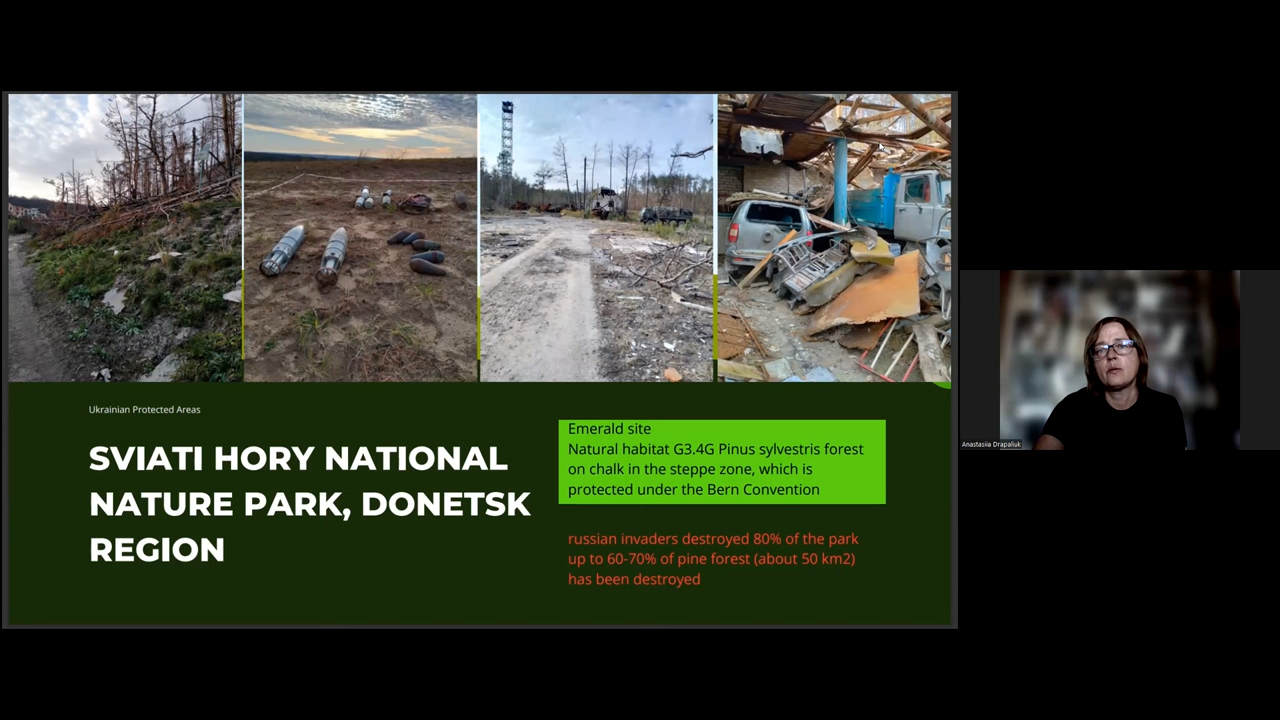 Ukrainian Protected Areas
SVIATI HORY NATIONAL
NATURE PARK, DONETSK
REGION
Emerald site
Natural habitat G3.4G Pinus sylvestris forest
on chalk in the steppe zone, which is
protected under the Bern Convention
russian invaders destroyed 80% of the park
up to 60-70% of pine forest (about 50 km2)
has been destroyed
Anastasiia Drapaliuk